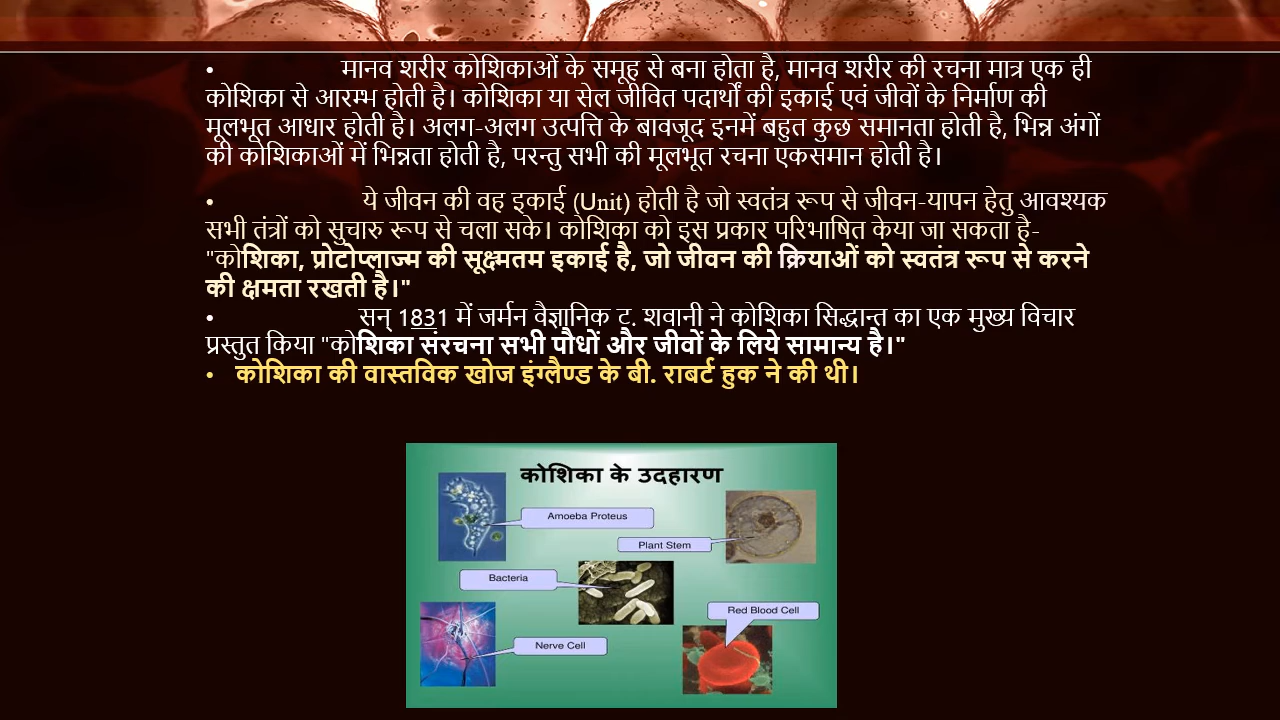 • मानव शरीर कोशिकाओं के समूह से बना होता है, मानव शरीर की रचना मात्र एक ही
कोशिका से आरम्भ होती है। कोशिका या सेल जीवित पदार्थों की इकाई एवं जीवों के निर्माण की
मूलभूत आधार होती है। अलग-अलग उत्पत्ति के बावजूद इनमें बहुत कुछ समानता होती है, भिन्न अंगों
की कोशिकाओं में भिन्नता होती है, परन्तु सभी की मूलभूत रचना एकसमान होती है।
• ये जीवन की वह इकाई (Unit) होती है जो स्वतंत्र रूप से जीवन-यापन हेतु आवश्यक
सभी तंत्रों को सुचारु रूप से चला सके। कोशिका को इस प्रकार परिभाषित केया जा सकता है-
"कोशिका, प्रोटोप्लाज्म की सूक्ष्मतम इकाई है, जो जीवन की क्रियाओं को स्वतंत्र रूप से करने
की क्षमता रखती है।"
• सन् 1831 में जर्मन वैज्ञानिक ट. शवानी ने कोशिका सिद्धान्त का एक मुख्य विचार
प्रस्तुत किया "कोशिका संरचना सभी पौधों और जीवों के लिये सामान्य है।"
• कोशिका की वास्तविक खोज इंग्लैण्ड के बी. राबर्ट हुक ने की थी।
कोशिका के उदहारण
Amoeba Proteus
Plant Stem
Bacteria
Red Blood Cell
Nerve Cell